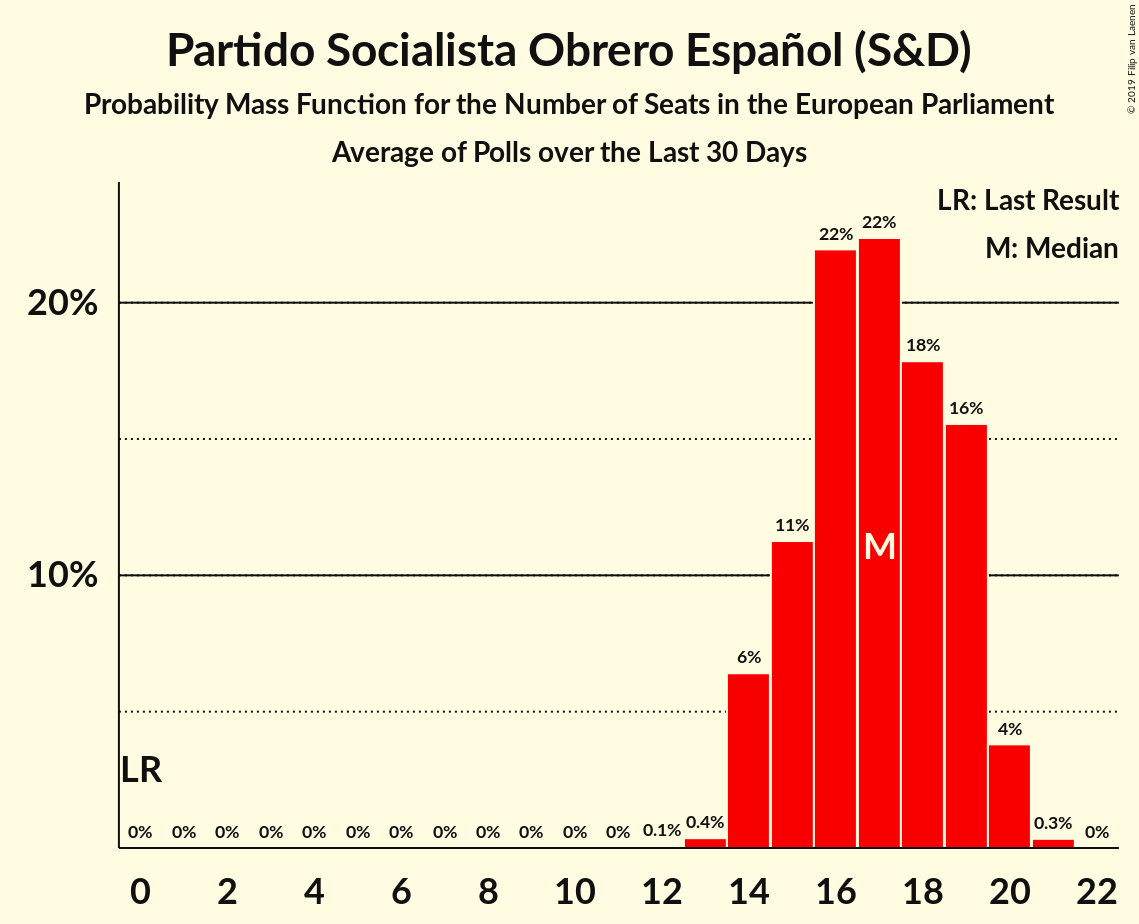 Partido Socialista Obrero Español (S&D)
Probability Mass Function for the Number of Seats in the European Parliament
Average of Polls over the Last 30 Days
© 2019 Filip van Laenen
LR: Last Result
M: Median
20%
10%
22%
22%
18%
16%
11%
M
6%
4%
LR
0% 0% 0% 0% 0% 0% 0% 0% 0% 0% 0% 0% 0.1% 0.4% 0.3% 0%
0 2 4 6 8 10 12 14 16 18 20 22